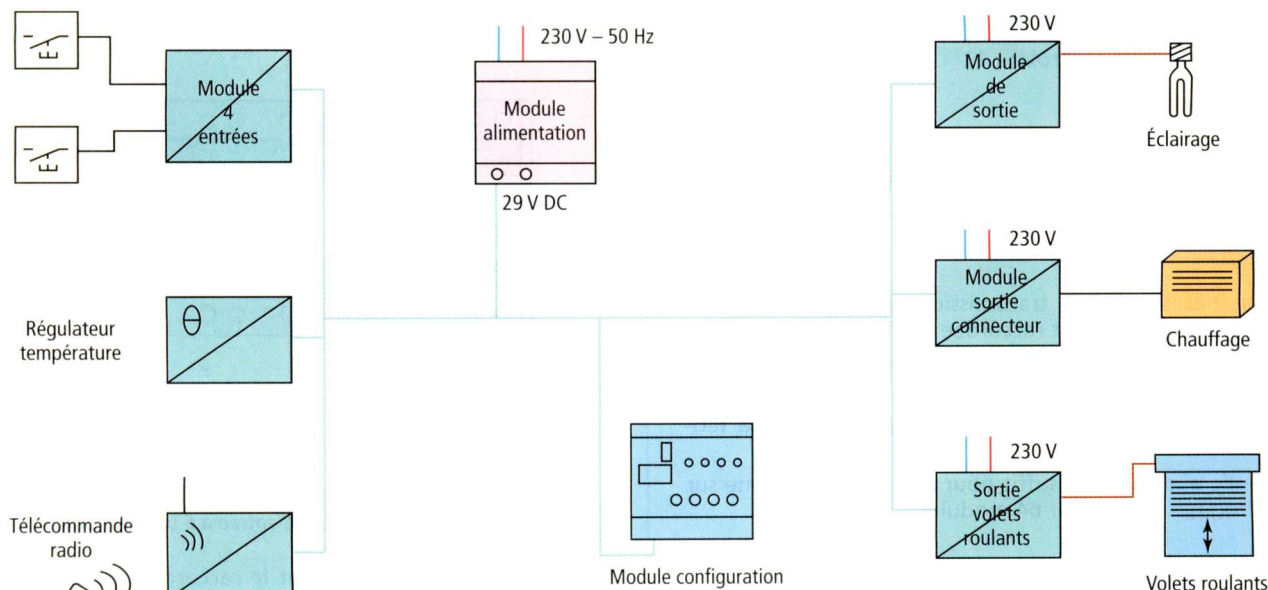 230 V – 50 Hz
230 V
Module
4
entrées
Module
alimentation
29 V DC
Module
de
sortie
Éclairage
230 V
Régulateur
température
Module
sortie
connecteur
Chauffage
230 V
Télécommande
radio
Sortie
volets
roulants
Module configuration
Volets roulants